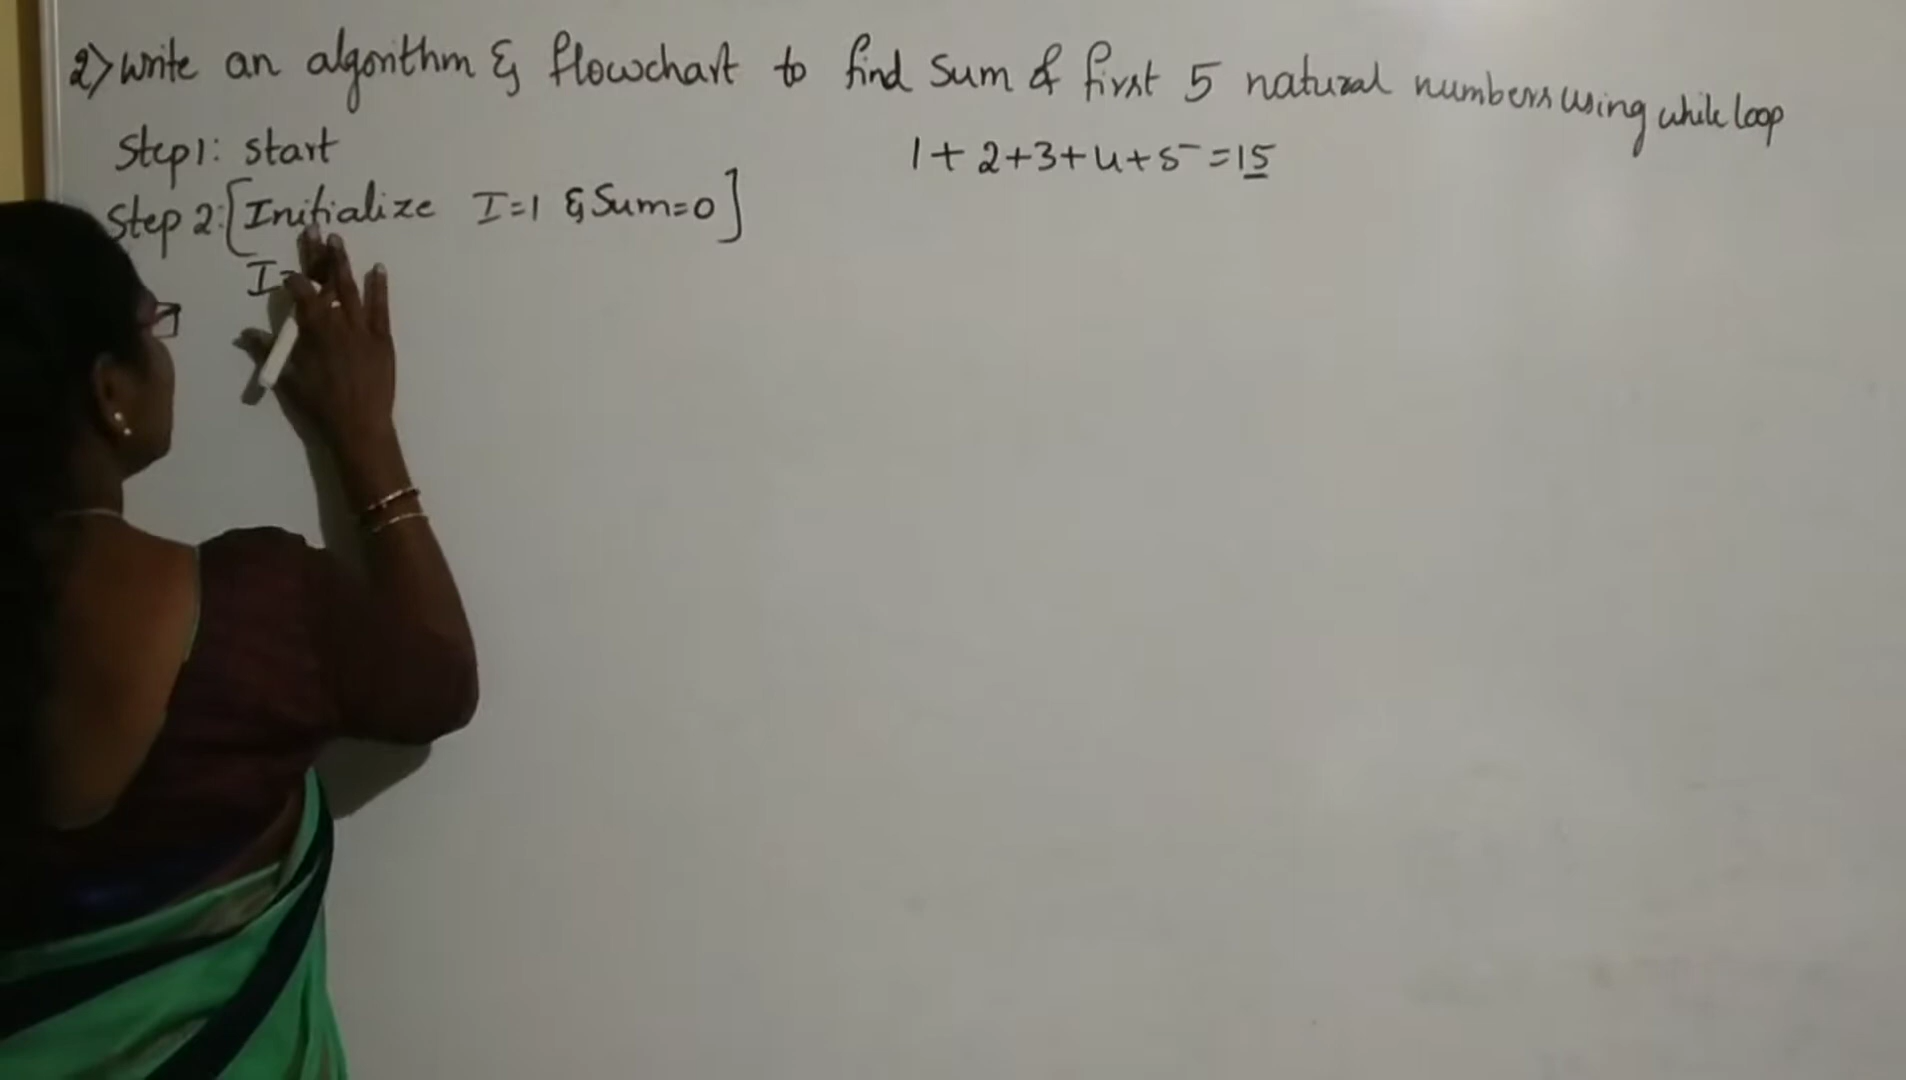 2) Write an algorithm & flowchart to find sum of first 5 natural numbers using while loop
Step1: start
1+2+3+4+5=15
Step 2: [Initialize I=1 & Sum=0]
I=